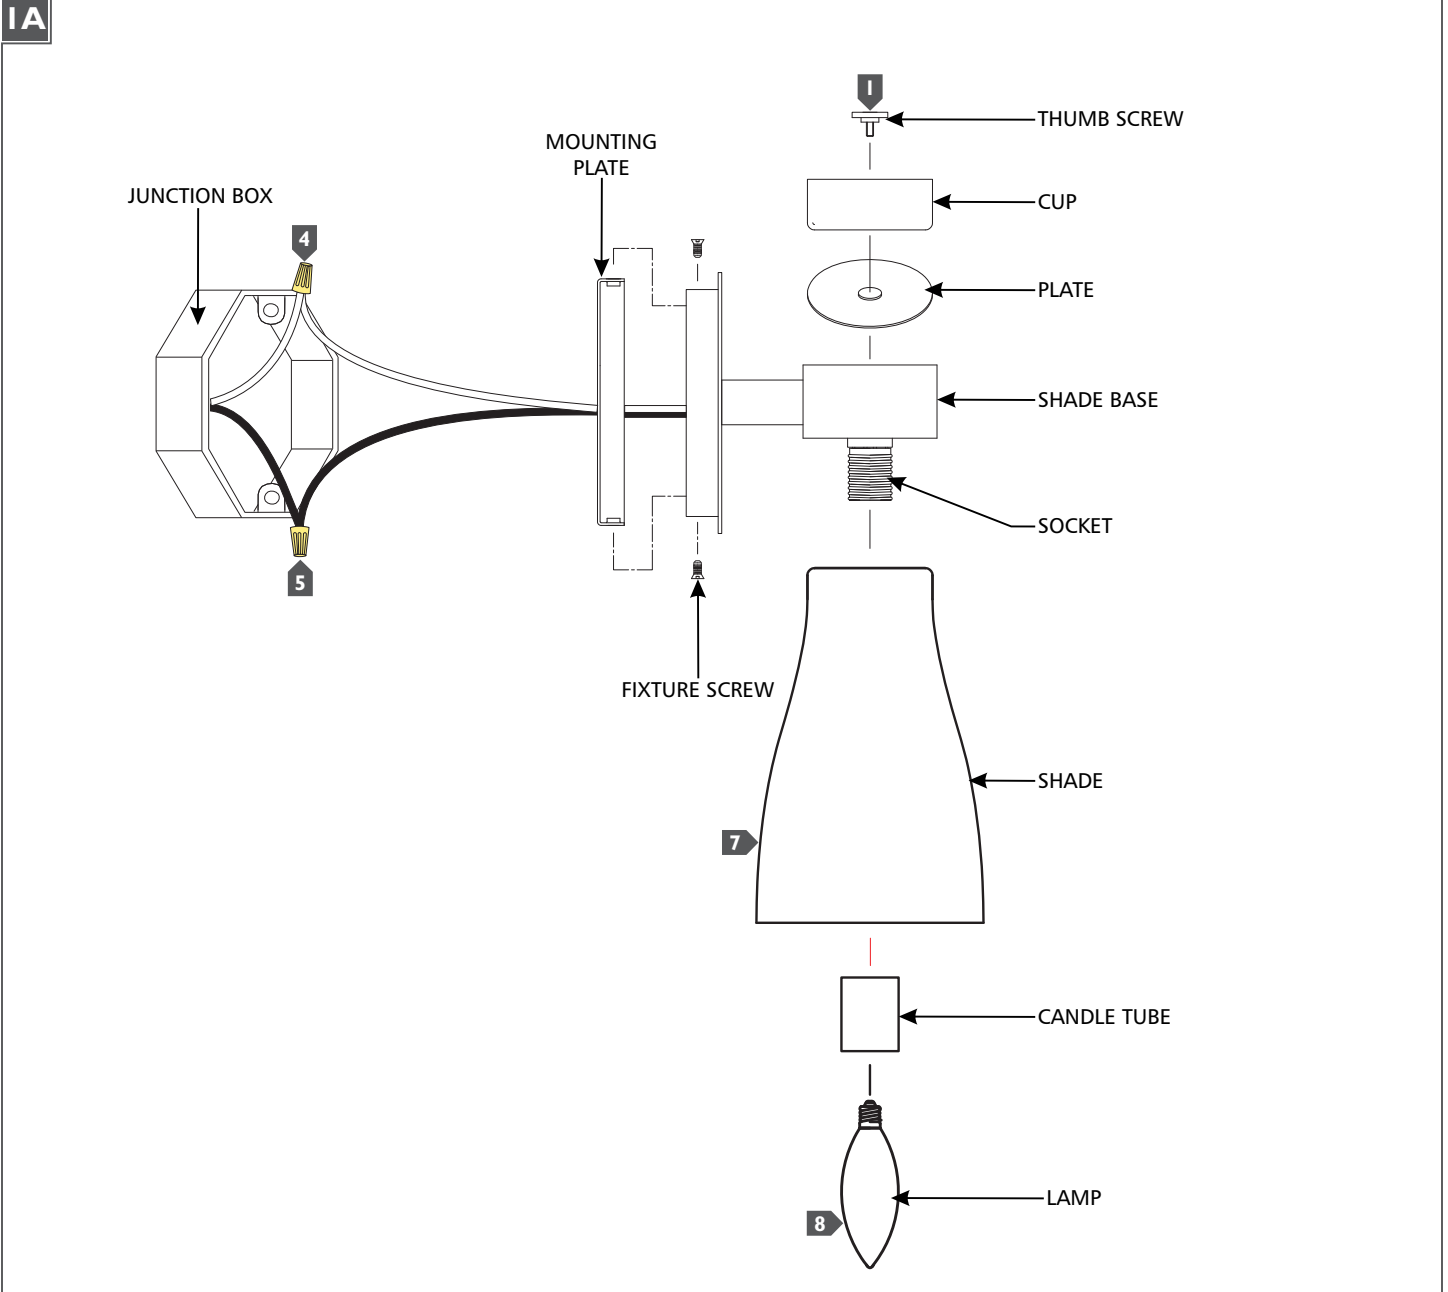 1A
1
THUMB SCREW
MOUNTING
PLATE
JUNCTION BOX
CUP
4
PLATE
SHADE BASE
SOCKET
5
FIXTURE SCREW
SHADE
7
CANDLE TUBE
LAMP
8